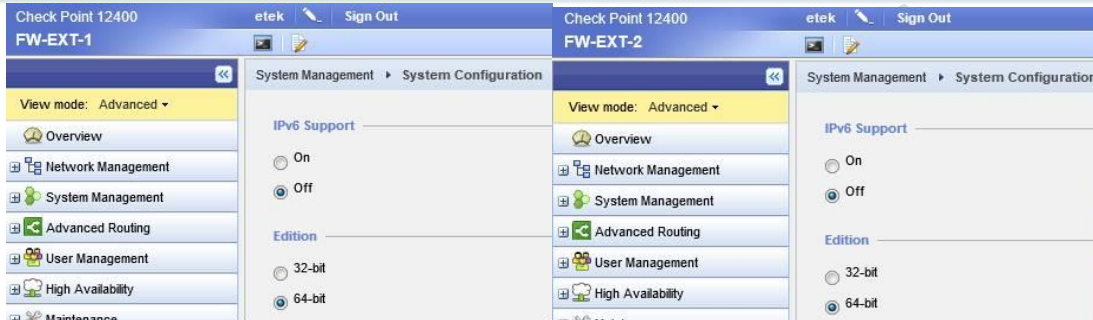 Check Point 12400
FW-EXT-1
etek Sign Out
System Management System Configuration
View mode: Advanced
Overview
Network Management
System Management
Advanced Routing
User Management
High Availability
Maintenance
IPv6 Support
On
Off
Edition
32-bit
64-bit
Check Point 12400
FW-EXT-2
etek Sign Out
System Management System Configuration
View mode: Advanced
Overview
Network Management
System Management
Advanced Routing
User Management
High Availability
IPv6 Support
On
Off
Edition
32-bit
64-bit